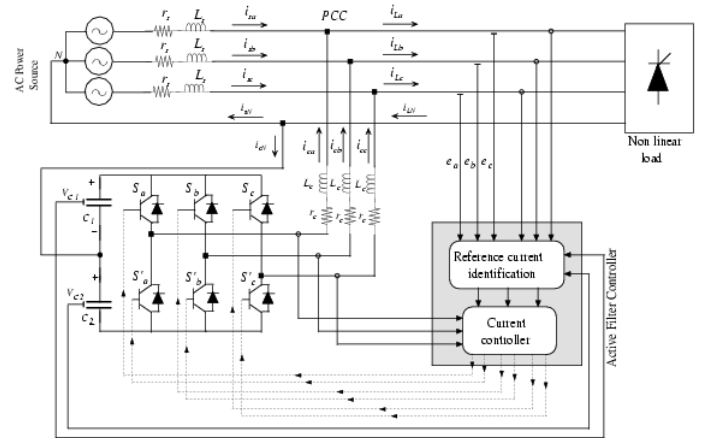 r_s L_s i_sa PCC i_La
r_s L_s i_sb i_Lb
N
r_s L_s i_sc i_Lc
AC Power
Source
i_sN i_LN
Non linear
load
i_cN
i_ca i_cb i_cc
e_a e_b e_c
+
V_C1
C_1
-
S_a S_b S_c
L_c L_c L_c
r_c r_c r_c
+
V_C2
C_2
-
S'_a S'_b S'_c
Reference current
identification
Current
controller
Active Filter Controller